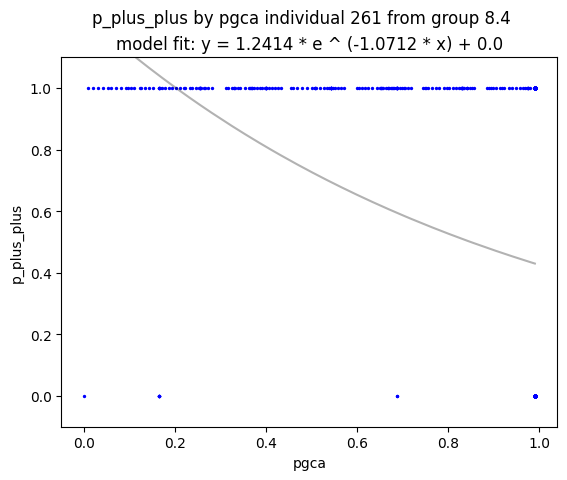 p_plus_plus by pgca individual 261 from group 8.4
model fit: y = 1.2414 * e ^ (-1.0712 * x) + 0.0
1.0
0.8
0.6
0.4
0.2
0.0
p_plus_plus
0.0 0.2 0.4 0.6 0.8 1.0
pgca